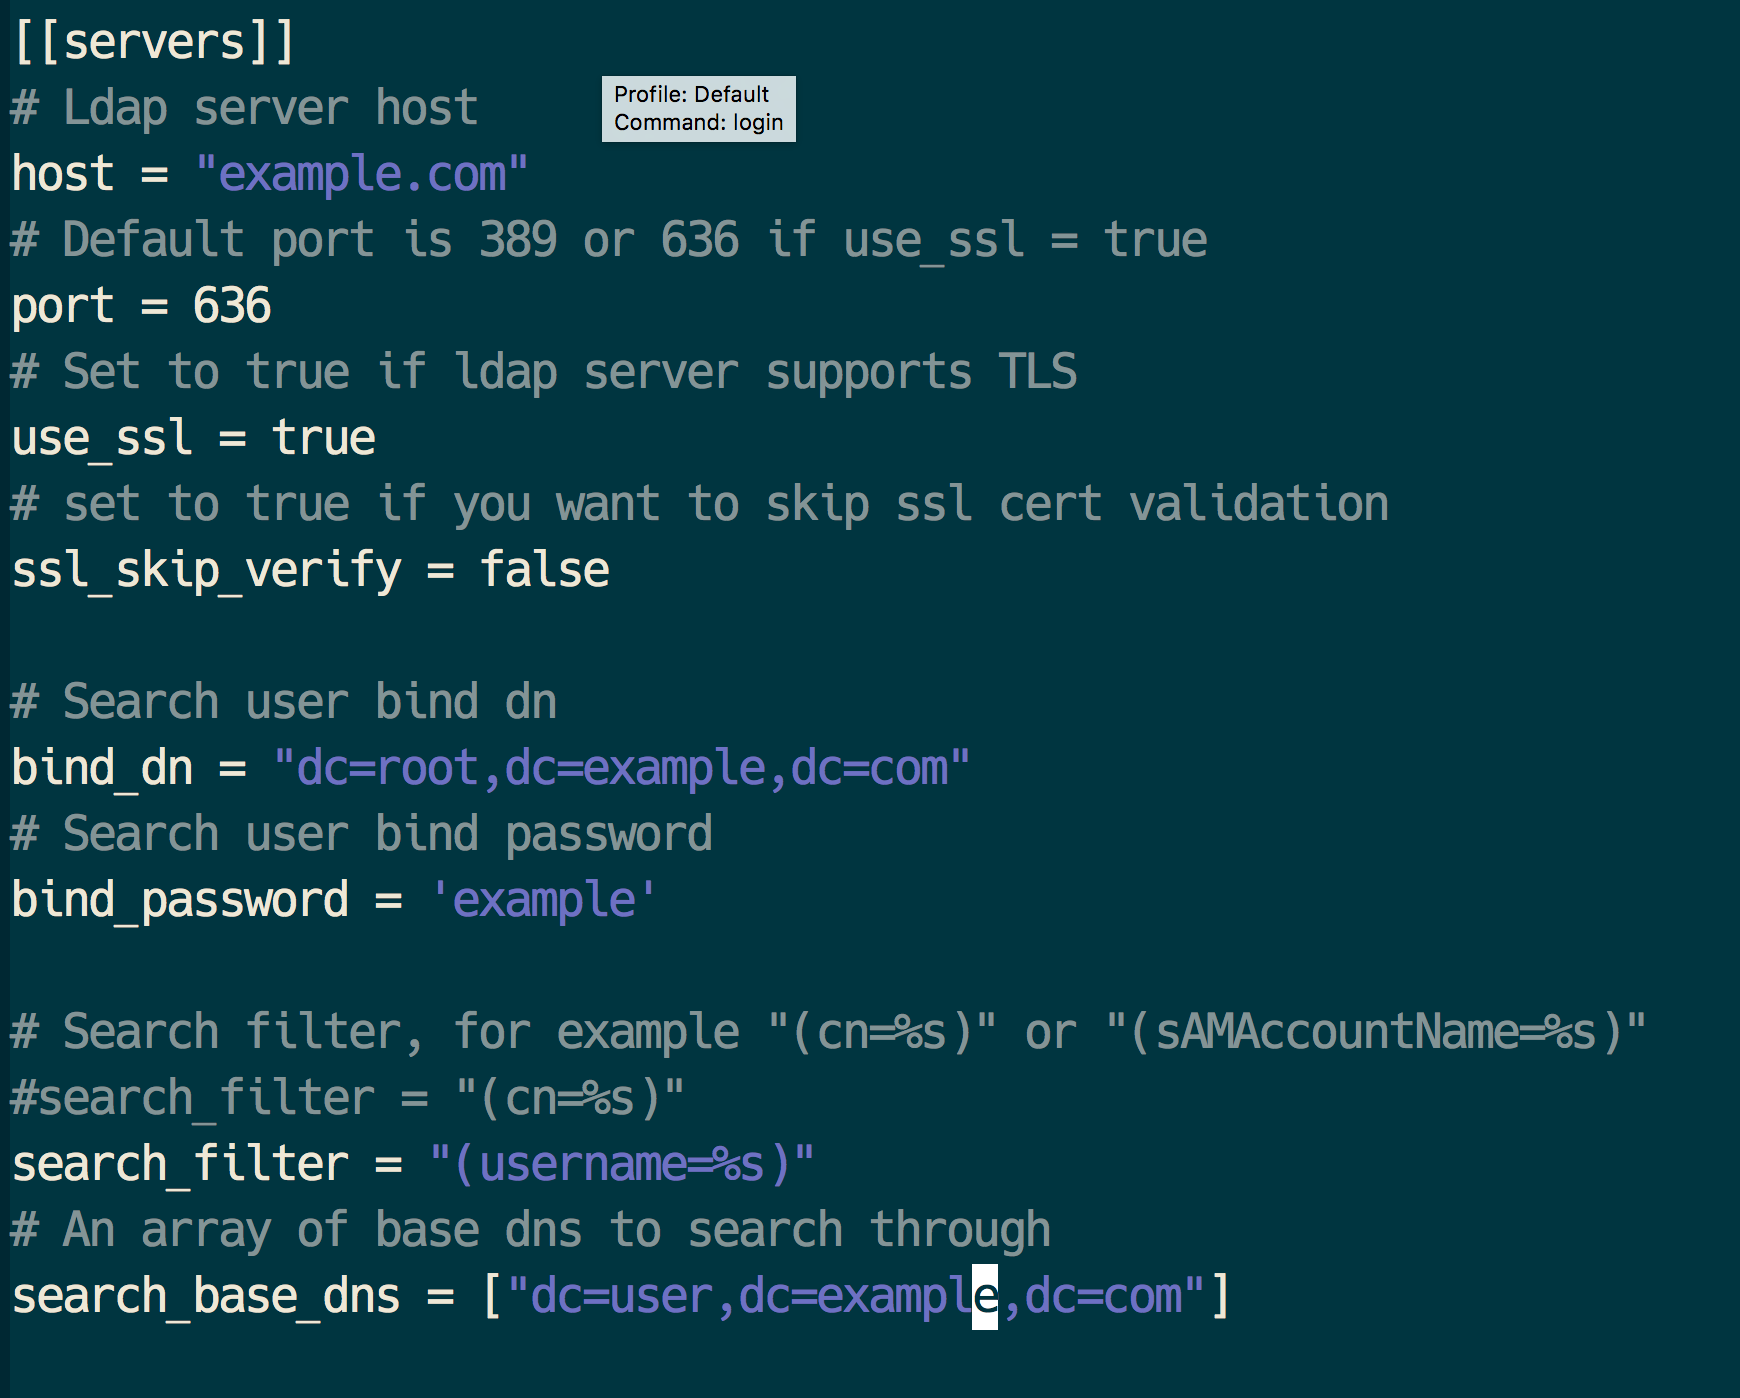 [[servers]]
# Ldap server host
Profile: Default
Command: login
host = "example.com"
# Default port is 389 or 636 if use_ssl = true
port = 636
# Set to true if ldap server supports TLS
use_ssl = true
# set to true if you want to skip ssl cert validation
ssl_skip_verify = false
# Search user bind dn
bind_dn = "dc=root,dc=example,dc=com"
# Search user bind password
bind_password = 'example'
# Search filter, for example "(cn=%s)" or "(sAMAccountName=%s)"
#search_filter = "(cn=%s)"
search_filter = "(username=%s)"
# An array of base dns to search through
search_base_dns = ["dc=user,dc=example,dc=com"]